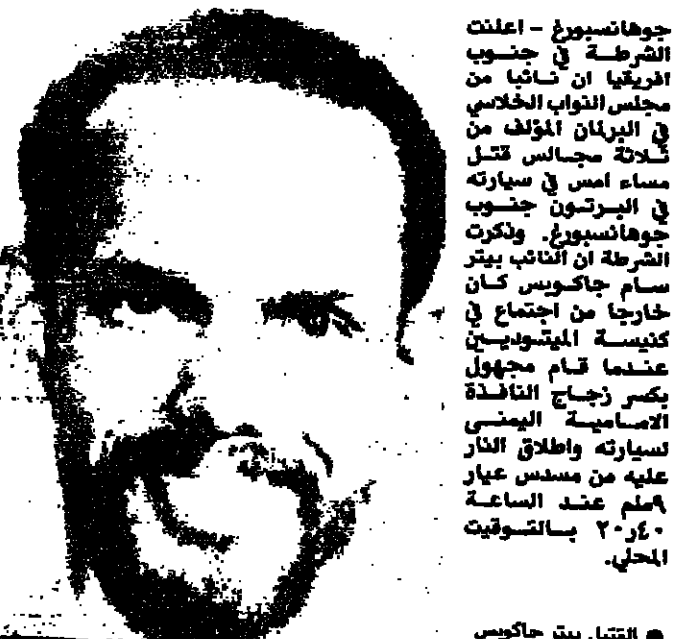 جوهانسبورغ – اعلنت
الشرطة في جنوب
افريقيا ان نائبا من
مجلس النواب الخلاسي
في البرلمان المؤلف من
ثلاثة مجالس قتل
مساء امس في سيارته
في البرتون جنوب
جوهانسبورغ. وذكرت
الشرطة ان النائب بيتر
سام جاكوبس كان
خارجا من اجتماع في
كنيسة الميتوديين
عندما قام مجهول
بكسر زجاج النافذة
الامامية اليمنى
لسيارته واطلاق النار
عليه من مسدس عيار
٩ملم عند الساعة
٢٠٫٤٠ بالتوقيت
المحلي.
● القتيل بيتر جاكوبس